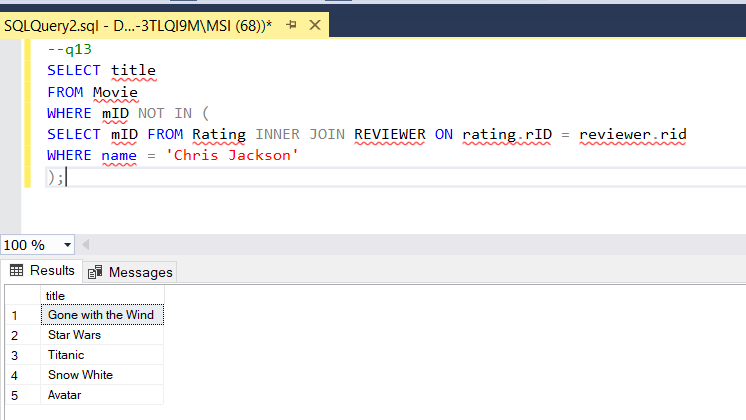 SQLQuery2.sql - D...-3TLQI9M\MSI (68))*
--q13
SELECT title
FROM Movie
WHERE mID NOT IN (
SELECT mID FROM Rating INNER JOIN REVIEWER ON rating.rID = reviewer.rid
WHERE name = 'Chris Jackson'
);
100 %
Results Messages
title
1 Gone with the Wind
2 Star Wars
3 Titanic
4 Snow White
5 Avatar